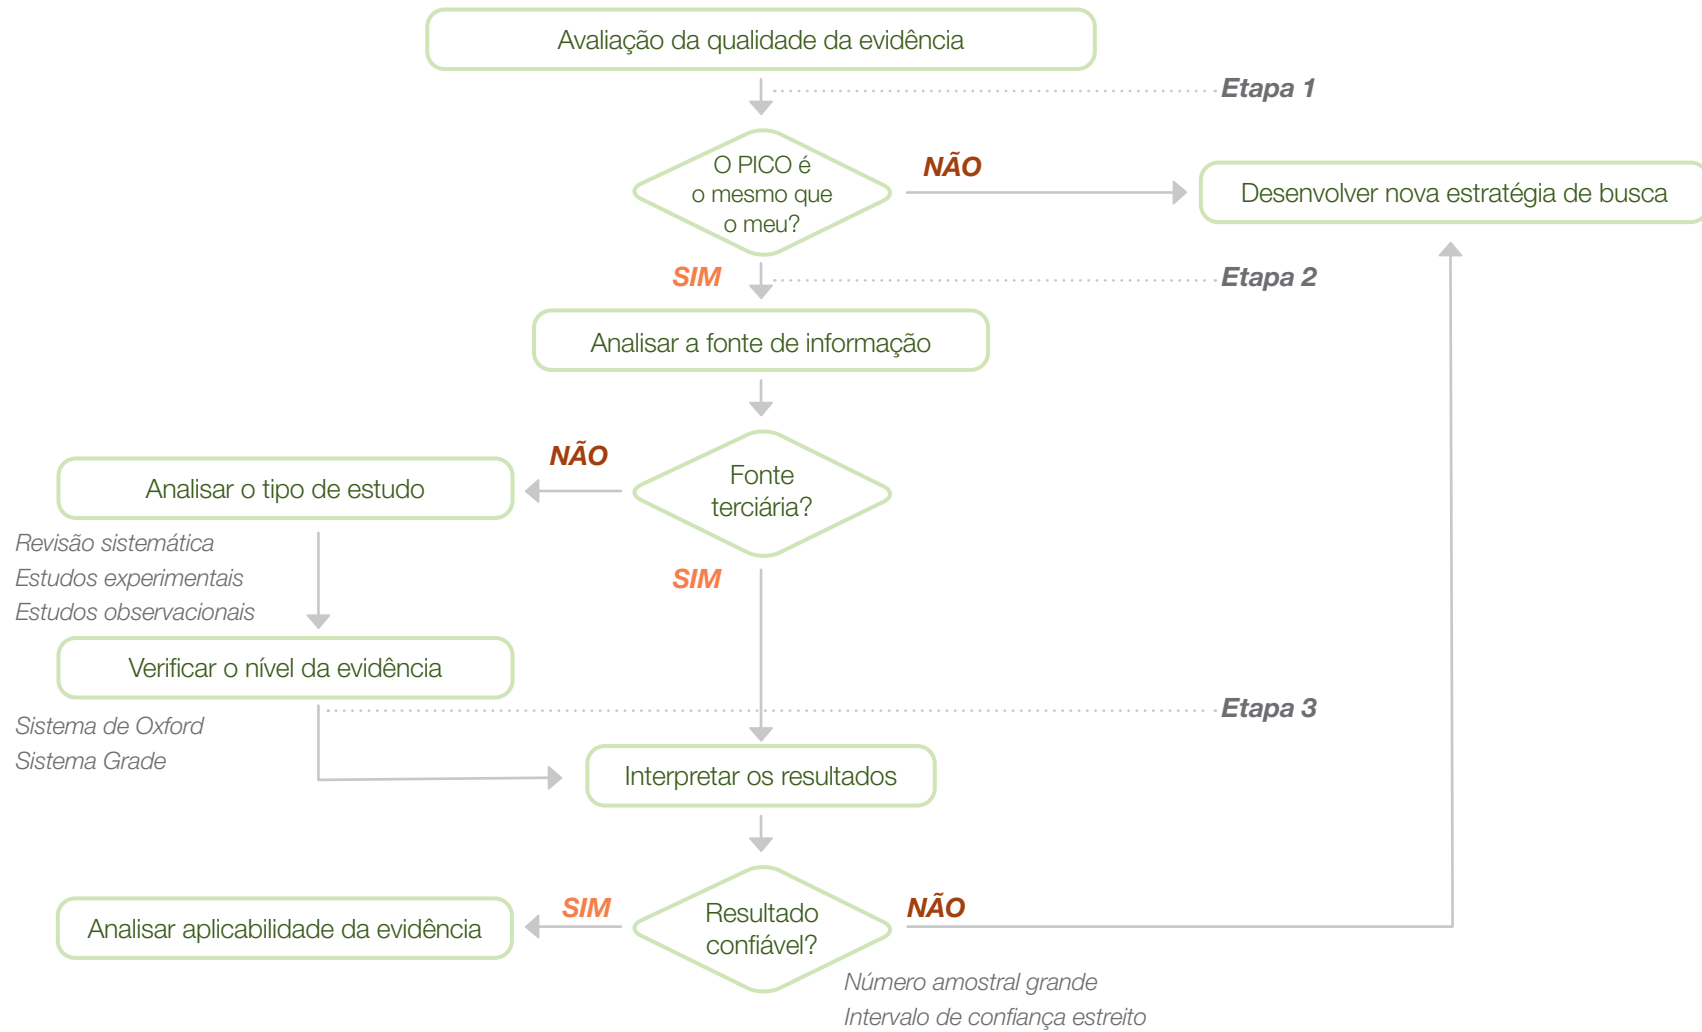 Avaliação da qualidade da evidência
Etapa 1
O PICO é
o mesmo que
o meu?
NÃO
Desenvolver nova estratégia de busca
SIM
Etapa 2
Analisar a fonte de informação
NÃO
Fonte
terciária?
Analisar o tipo de estudo
Revisão sistemática
Estudos experimentais
Estudos observacionais
SIM
Verificar o nível da evidência
Sistema de Oxford
Sistema Grade
Etapa 3
Interpretar os resultados
SIM
Resultado
confiável?
NÃO
Analisar aplicabilidade da evidência
Número amostral grande
Intervalo de confiança estreito